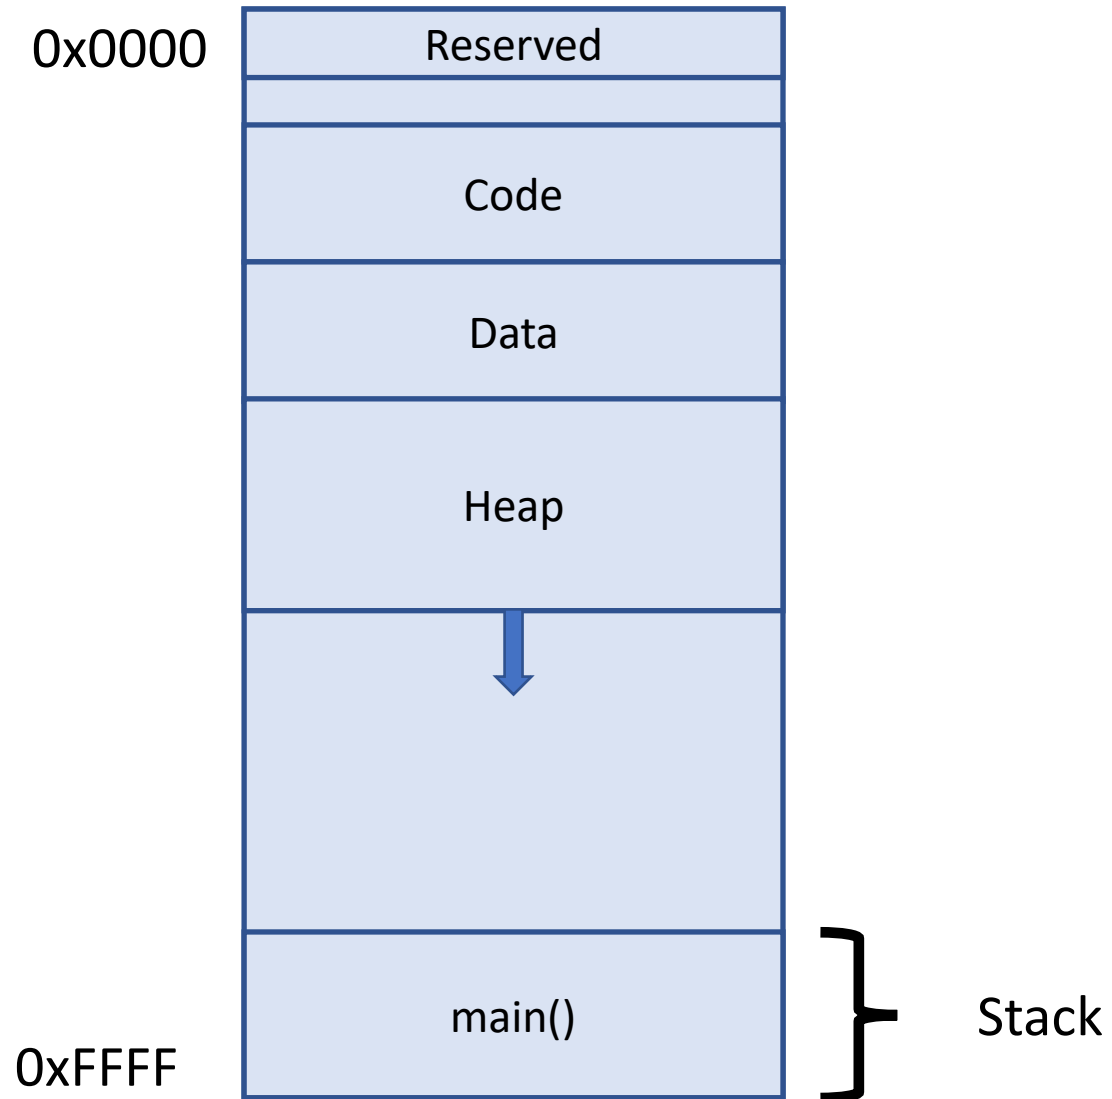 0x0000
Reserved
Code
Data
Heap
main()
Stack
0xFFFF